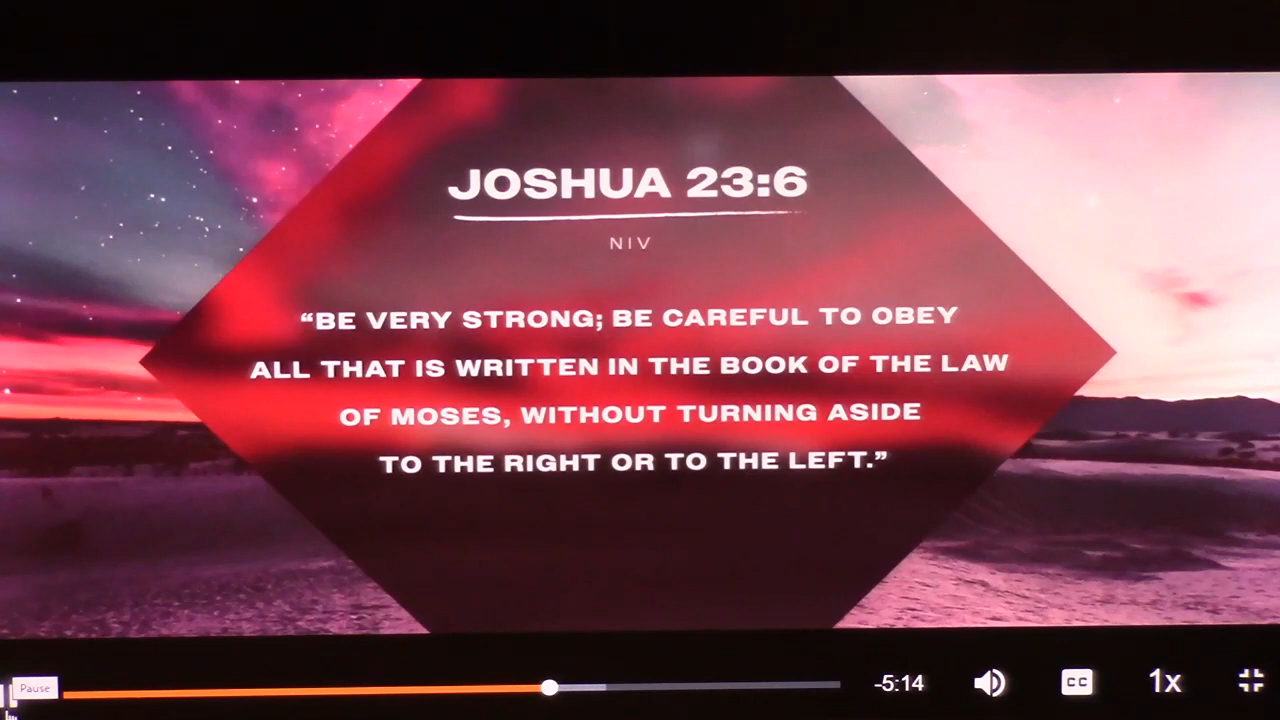 JOSHUA 23:6
NIV
“BE VERY STRONG; BE CAREFUL TO OBEY
ALL THAT IS WRITTEN IN THE BOOK OF THE LAW
OF MOSES, WITHOUT TURNING ASIDE
TO THE RIGHT OR TO THE LEFT.”
Pause
-5:14
CC
1x